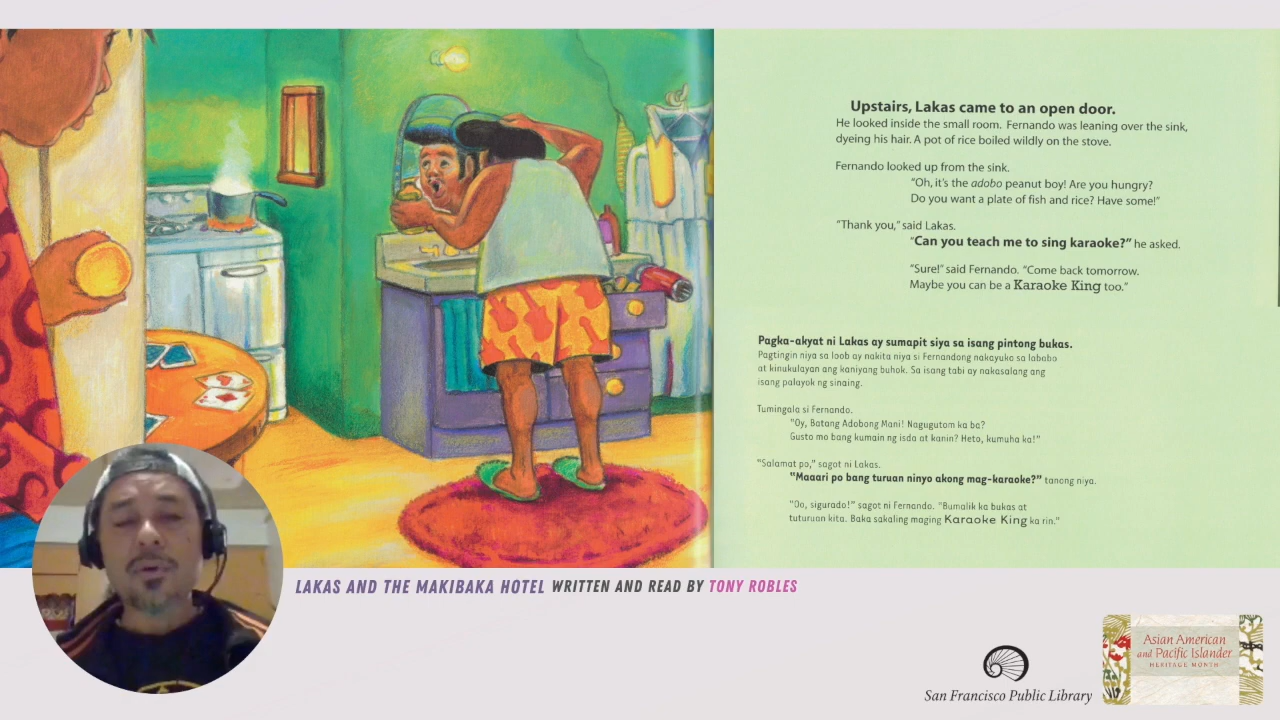 Upstairs, Lakas came to an open door.
He looked inside the small room. Fernando was leaning over the sink,
dyeing his hair. A pot of rice boiled wildly on the stove.
Fernando looked up from the sink.
"Oh, it's the adobo peanut boy! Are you hungry?
Do you want a plate of fish and rice? Have some!"
"Thank you," said Lakas.
"Can you teach me to sing karaoke?" he asked.
"Sure!" said Fernando. "Come back tomorrow.
Maybe you can be a Karaoke King too."
Pagka-akyat ni Lakas ay sumapit siya sa isang pintong bukas.
Pagtingin niya sa loob ay nakita niya si Fernandong nakayuko sa lababo
at kinukulayan ang kaniyang buhok. Sa isang tabi ay nakasalang ang
isang palayok ng sinaing.
Tumingala si Fernando.
"Oy, Batang Adobong Mani! Nagugutom ka ba?
Gusto mo bang kumain ng isda at kanin? Heto, kumuha ka!"
"Salamat po," sagot ni Lakas.
"Maaari po bang turuan ninyo akong mag-karaoke?" tanong niya.
"Oo, sigurado!" sagot ni Fernando. "Bumalik ka bukas at
tuturuan kita. Baka sakaling maging Karaoke King ka rin."
LAKAS AND THE MAKIBAKA HOTEL WRITTEN AND READ BY TONY ROBLES
San Francisco Public Library
Asian American
and Pacific Islander
HERITAGE MONTH